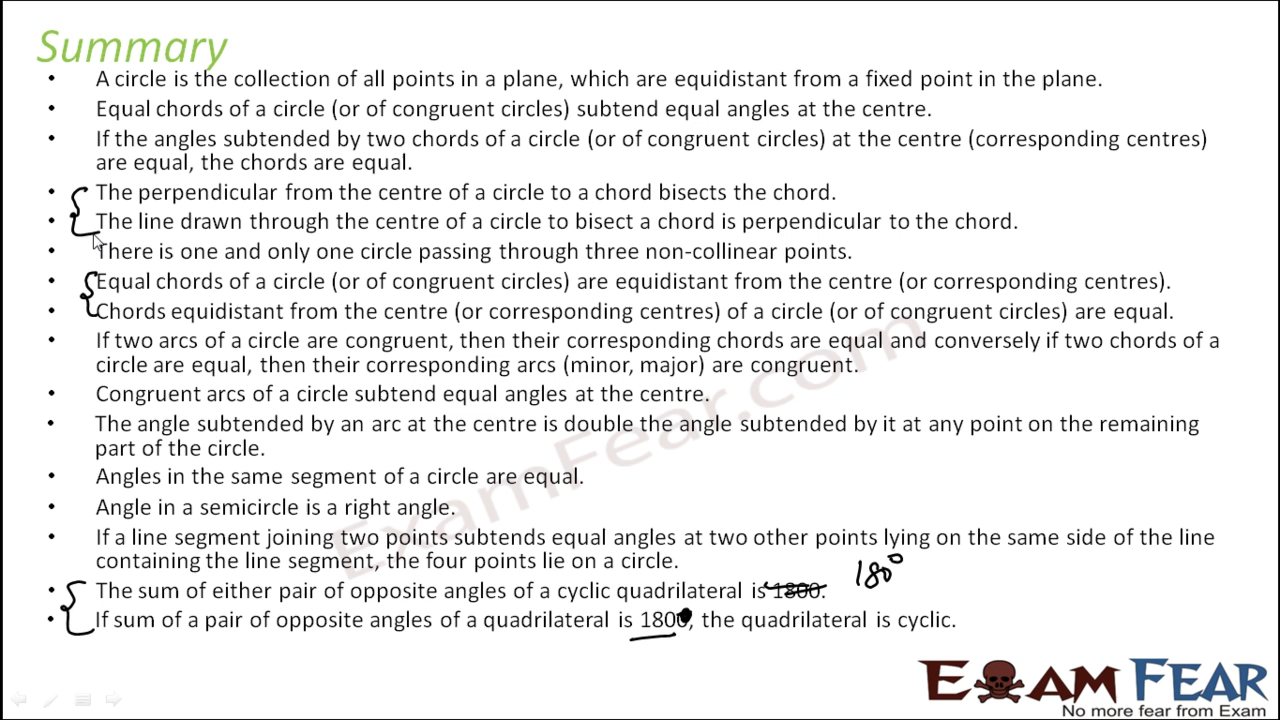 Summary
• A circle is the collection of all points in a plane, which are equidistant from a fixed point in the plane.
• Equal chords of a circle (or of congruent circles) subtend equal angles at the centre.
• If the angles subtended by two chords of a circle (or of congruent circles) at the centre (corresponding centres)
are equal, the chords are equal.
• The perpendicular from the centre of a circle to a chord bisects the chord.
• The line drawn through the centre of a circle to bisect a chord is perpendicular to the chord.
• There is one and only one circle passing through three non-collinear points.
• Equal chords of a circle (or of congruent circles) are equidistant from the centre (or corresponding centres).
• Chords equidistant from the centre (or corresponding centres) of a circle (or of congruent circles) are equal.
• If two arcs of a circle are congruent, then their corresponding chords are equal and conversely if two chords of a
circle are equal, then their corresponding arcs (minor, major) are congruent.
• Congruent arcs of a circle subtend equal angles at the centre.
• The angle subtended by an arc at the centre is double the angle subtended by it at any point on the remaining
part of the circle.
• Angles in the same segment of a circle are equal.
• Angle in a semicircle is a right angle.
• If a line segment joining two points subtends equal angles at two other points lying on the same side of the line
containing the line segment, the four points lie on a circle.
• The sum of either pair of opposite angles of a cyclic quadrilateral is 1800. 180°
• If sum of a pair of opposite angles of a quadrilateral is 1800, the quadrilateral is cyclic.
ExamFear.com
EXAM FEAR
No more fear from Exam